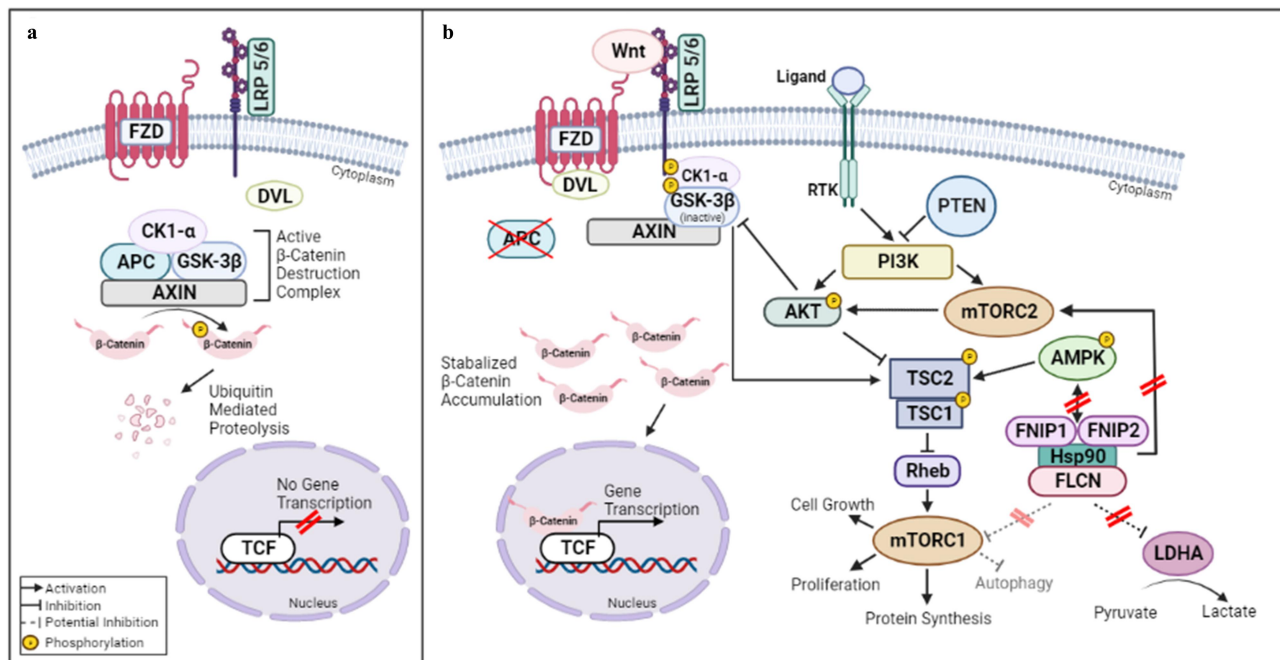 a
LRP 5/6
FZD
Cytoplasm
DVL
CK1-α
APC
GSK-3β
AXIN
Active
β-Catenin
Destruction
Complex
β-Catenin
P
β-Catenin
Ubiquitin
Mediated
Proteolysis
No Gene
Transcription
TCF
Nucleus
Activation
Inhibition
Potential Inhibition
P
Phosphorylation
b
Wnt
LRP 5/6
Ligand
FZD
DVL
P
CK1-α
P
GSK-3β
(inactive)
AXIN
APC
RTK
Cytoplasm
PTEN
PI3K
AKT
P
mTORC2
AMPK
P
TSC2
P
TSC1
P
FNIP1
FNIP2
Hsp90
FLCN
Rheb
Cell Growth
mTORC1
Proliferation
Autophagy
Protein Synthesis
LDHA
Pyruvate
Lactate
Stabalized
β-Catenin
Accumulation
β-Catenin
β-Catenin
β-Catenin
β-Catenin
Gene
Transcription
β-Catenin
TCF
Nucleus